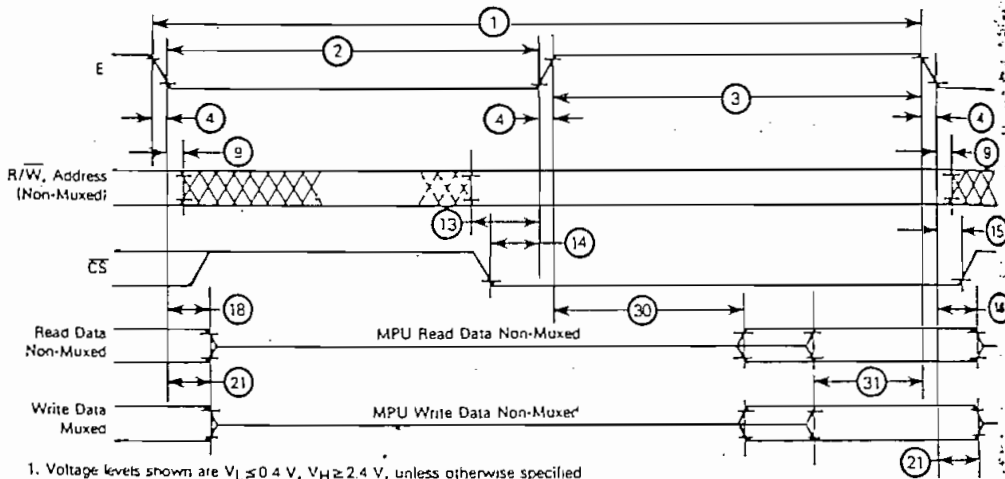 1
2
E
3
4
4
4
9
9
R/W̅, Address
(Non-Muxed)
13
14
15
C̅S̅
18
30
18
Read Data
Non-Muxed
MPU Read Data Non-Muxed
21
31
Write Data
Muxed
MPU Write Data Non-Muxed
21
1. Voltage levels shown are VL ≤ 0.4 V, VH ≥ 2.4 V, unless otherwise specified